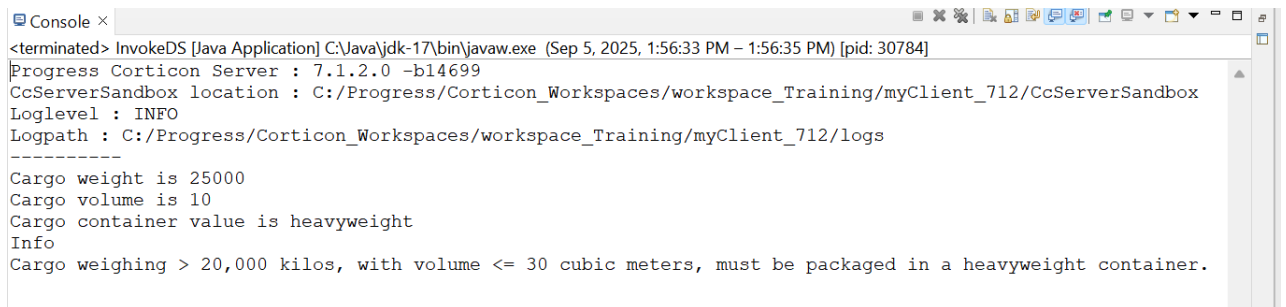 Console ×
<terminated> InvokeDS [Java Application] C:\Java\jdk-17\bin\javaw.exe (Sep 5, 2025, 1:56:33 PM – 1:56:35 PM) [pid: 30784]
Progress Corticon Server : 7.1.2.0 -b14699
CcServerSandbox location : C:/Progress/Corticon_Workspaces/workspace_Training/myClient_712/CcServerSandbox
Loglevel : INFO
Logpath : C:/Progress/Corticon_Workspaces/workspace_Training/myClient_712/logs
----------
Cargo weight is 25000
Cargo volume is 10
Cargo container value is heavyweight
Info
Cargo weighing > 20,000 kilos, with volume <= 30 cubic meters, must be packaged in a heavyweight container.